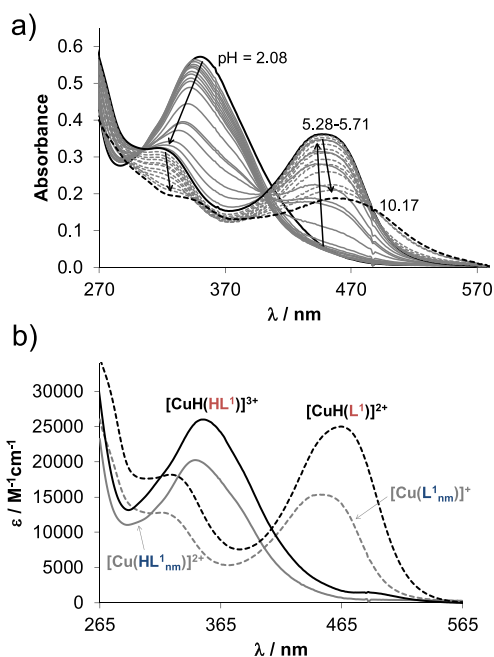 a)
0.6
0.5
0.4
0.3
0.2
0.1
0.0
Absorbance
pH = 2.08
5.28-5.71
10.17
270
370
470
570
λ / nm
b)
30000
25000
20000
15000
10000
5000
0
ε / M⁻¹cm⁻¹
[CuH(HL¹)]³⁺
[CuH(L¹)]²⁺
[Cu(L¹ₙₘ)]⁺
[Cu(HL¹ₙₘ)]²⁺
265
365
465
565
λ / nm